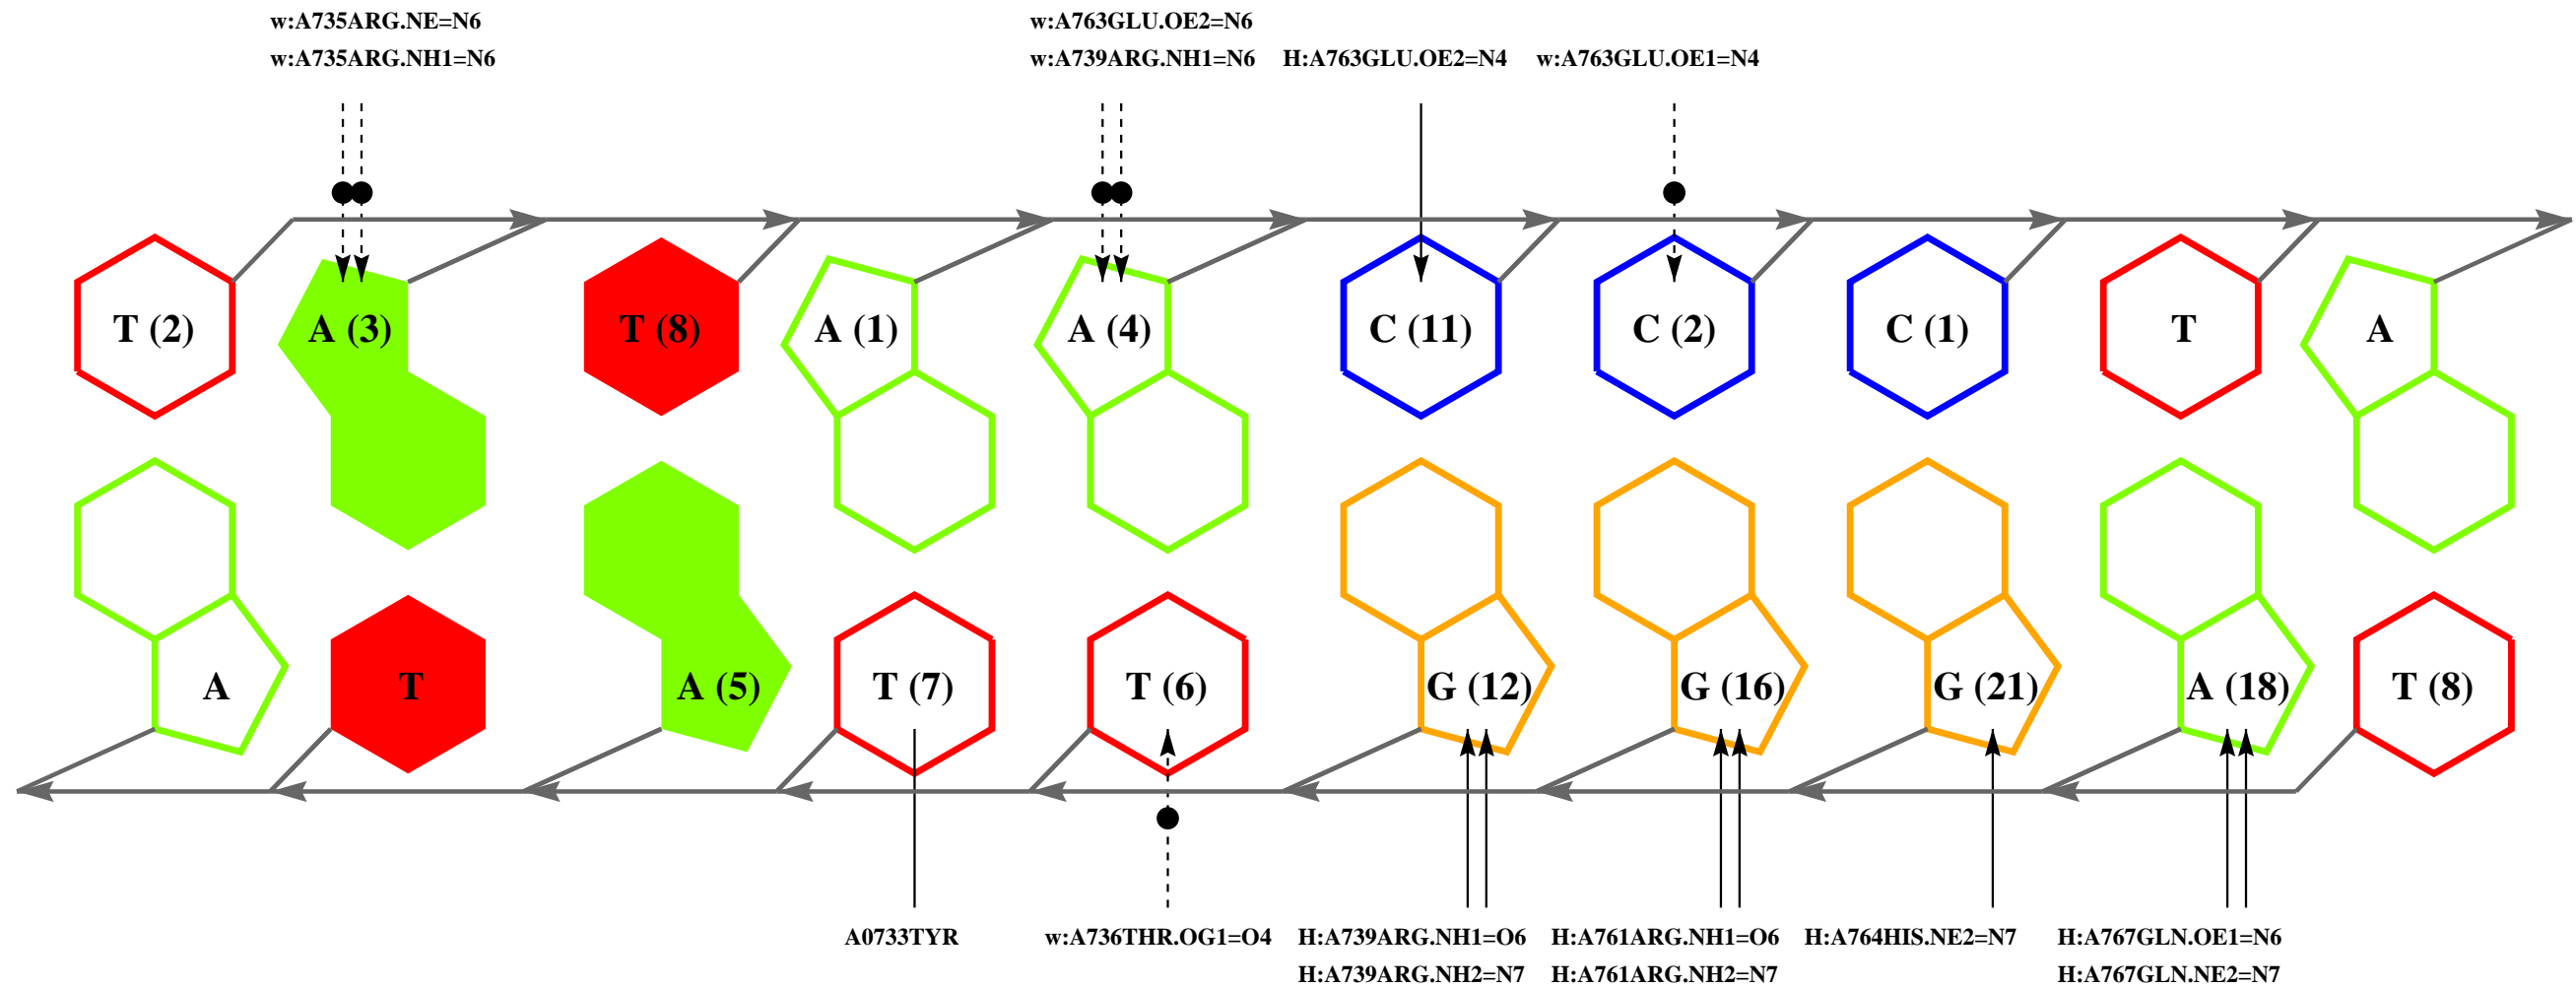 w:A735ARG.NE=N6 w:A763GLU.OE2=N6
w:A735ARG.NH1=N6 w:A739ARG.NH1=N6 H:A763GLU.OE2=N4 w:A763GLU.OE1=N4
T (2) A (3) T (8) A (1) A (4) C (11) C (2) C (1) T A
A T A (5) T (7) T (6) G (12) G (16) G (21) A (18) T (8)
A0733TYR w:A736THR.OG1=O4 H:A739ARG.NH1=O6 H:A761ARG.NH1=O6 H:A764HIS.NE2=N7 H:A767GLN.OE1=N6
H:A739ARG.NH2=N7 H:A761ARG.NH2=N7 H:A767GLN.NE2=N7